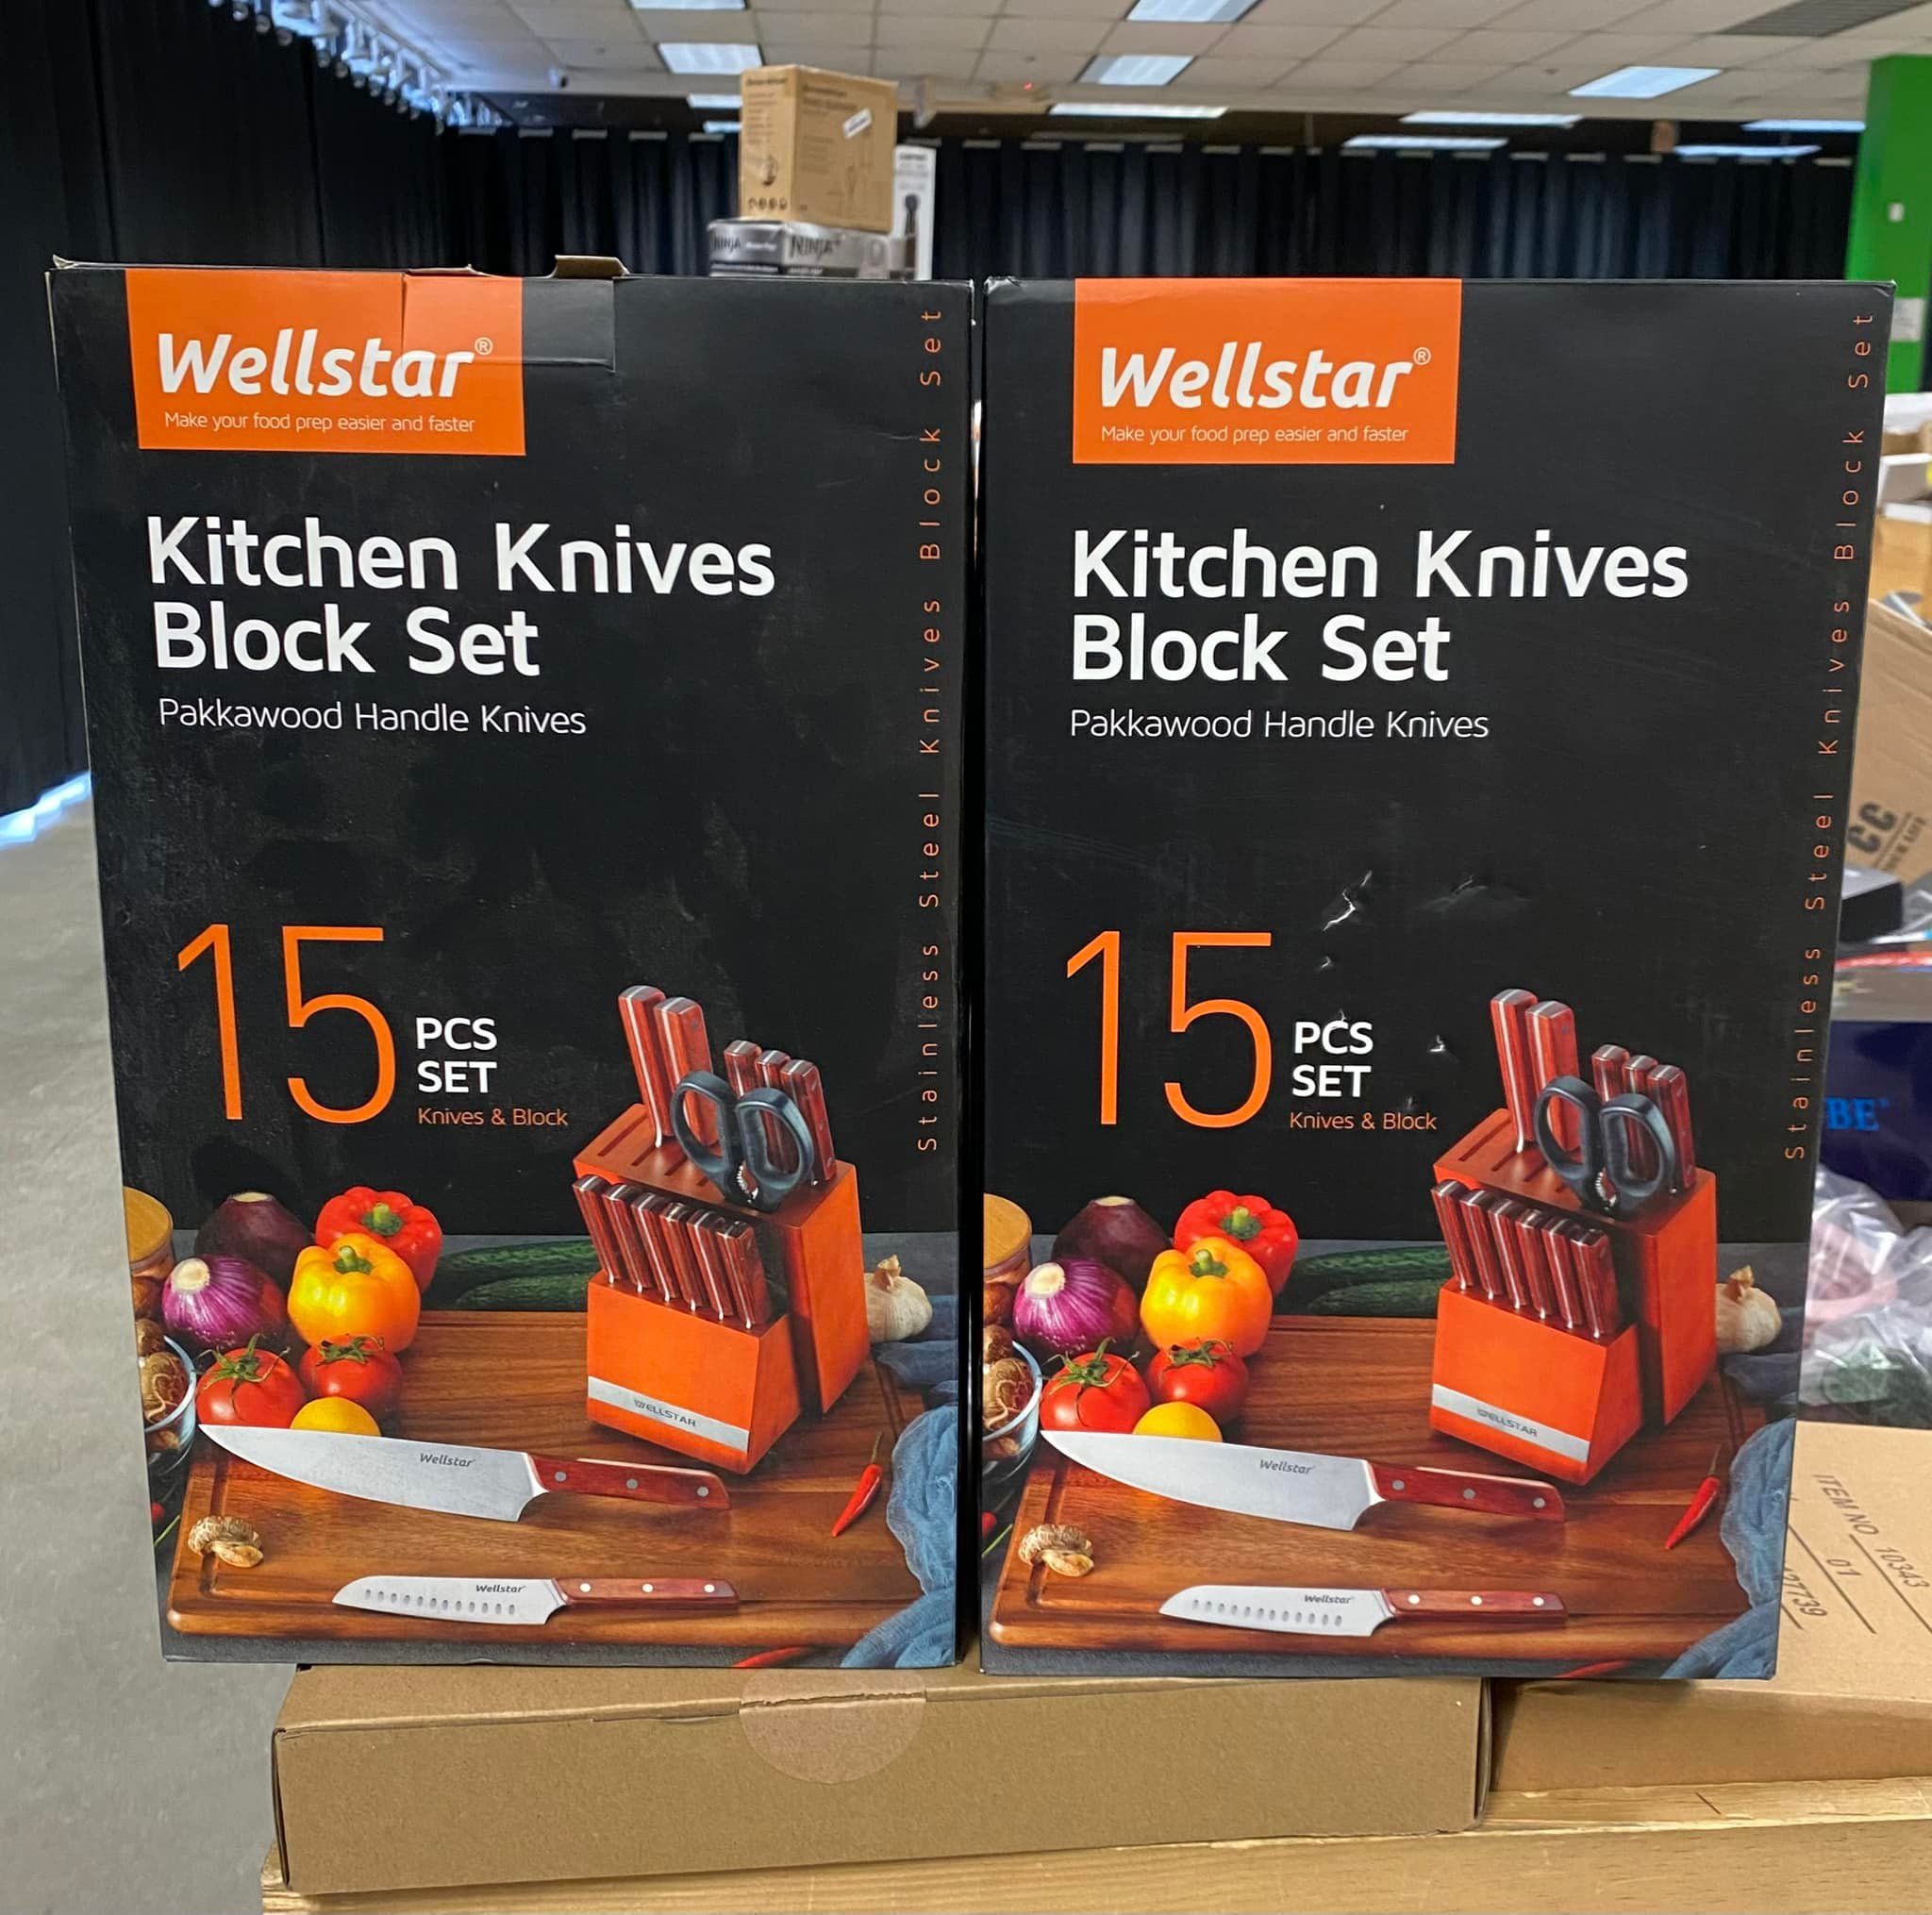 NINJA NINJA
Wellstar®
Make your food prep easier and faster
Kitchen Knives
Block Set
Pakkawood Handle Knives
15
PCS
SET
Knives & Block
Stainless Steel Knives Block Set
WELLSTAR
Wellstar
Wellstar
Wellstar®
Make your food prep easier and faster
Kitchen Knives
Block Set
Pakkawood Handle Knives
15
PCS
SET
Knives & Block
Stainless Steel Knives Block Set
WELLSTAR
Wellstar
Wellstar
CC
BE
ITEM NO 10343
01